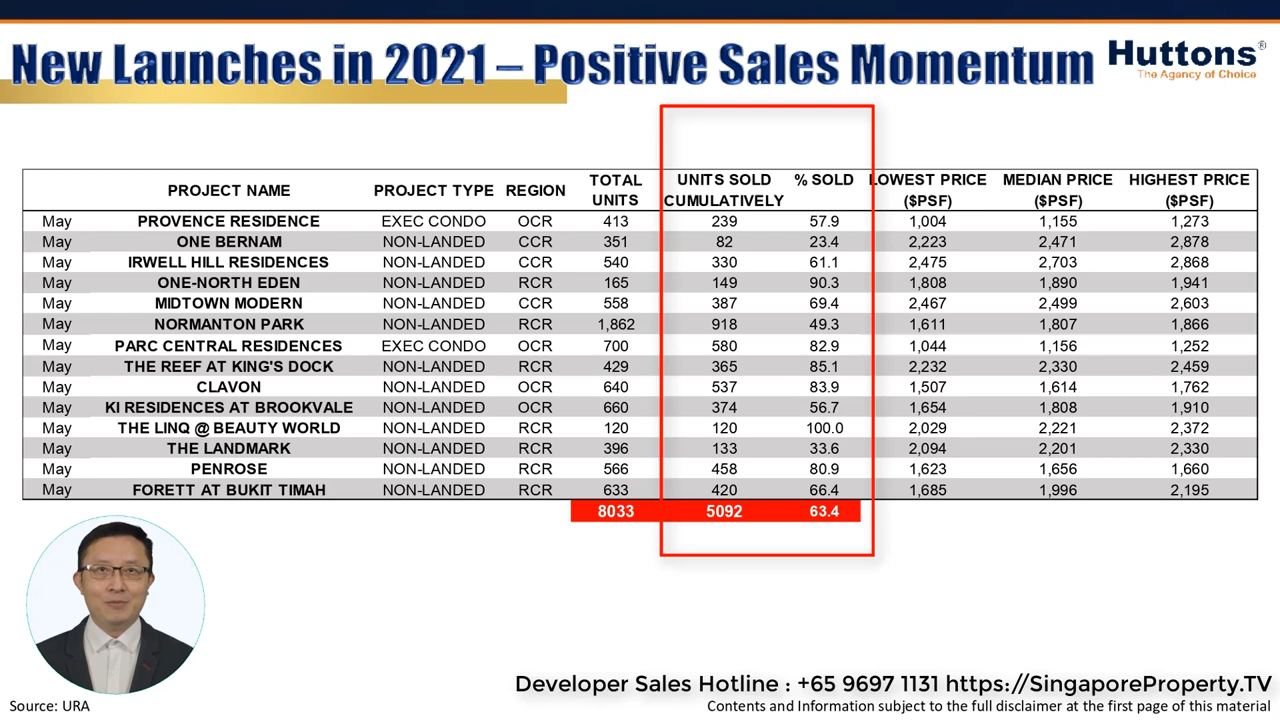 New Launches in 2021 – Positive Sales Momentum
Huttons®
The Agency of Choice
PROJECT NAME PROJECT TYPE REGION TOTAL UNITS UNITS SOLD CUMULATIVELY % SOLD LOWEST PRICE ($PSF) MEDIAN PRICE ($PSF) HIGHEST PRICE ($PSF)
May PROVENCE RESIDENCE EXEC CONDO OCR 413 239 57.9 1,004 1,155 1,273
May ONE BERNAM NON-LANDED CCR 351 82 23.4 2,223 2,471 2,878
May IRWELL HILL RESIDENCES NON-LANDED CCR 540 330 61.1 2,475 2,703 2,868
May ONE-NORTH EDEN NON-LANDED RCR 165 149 90.3 1,808 1,890 1,941
May MIDTOWN MODERN NON-LANDED CCR 558 387 69.4 2,467 2,499 2,603
May NORMANTON PARK NON-LANDED RCR 1,862 918 49.3 1,611 1,807 1,866
May PARC CENTRAL RESIDENCES EXEC CONDO OCR 700 580 82.9 1,044 1,156 1,252
May THE REEF AT KING'S DOCK NON-LANDED RCR 429 365 85.1 2,232 2,330 2,459
May CLAVON NON-LANDED OCR 640 537 83.9 1,507 1,614 1,762
May KI RESIDENCES AT BROOKVALE NON-LANDED OCR 660 374 56.7 1,654 1,808 1,910
May THE LINQ @ BEAUTY WORLD NON-LANDED RCR 120 120 100.0 2,029 2,221 2,372
May THE LANDMARK NON-LANDED RCR 396 133 33.6 2,094 2,201 2,330
May PENROSE NON-LANDED RCR 566 458 80.9 1,623 1,656 1,660
May FORETT AT BUKIT TIMAH NON-LANDED RCR 633 420 66.4 1,685 1,996 2,195
8033 5092 63.4
Developer Sales Hotline : +65 9697 1131 https://SingaporeProperty.TV
Source: URA
Contents and Information subject to the full disclaimer at the first page of this material